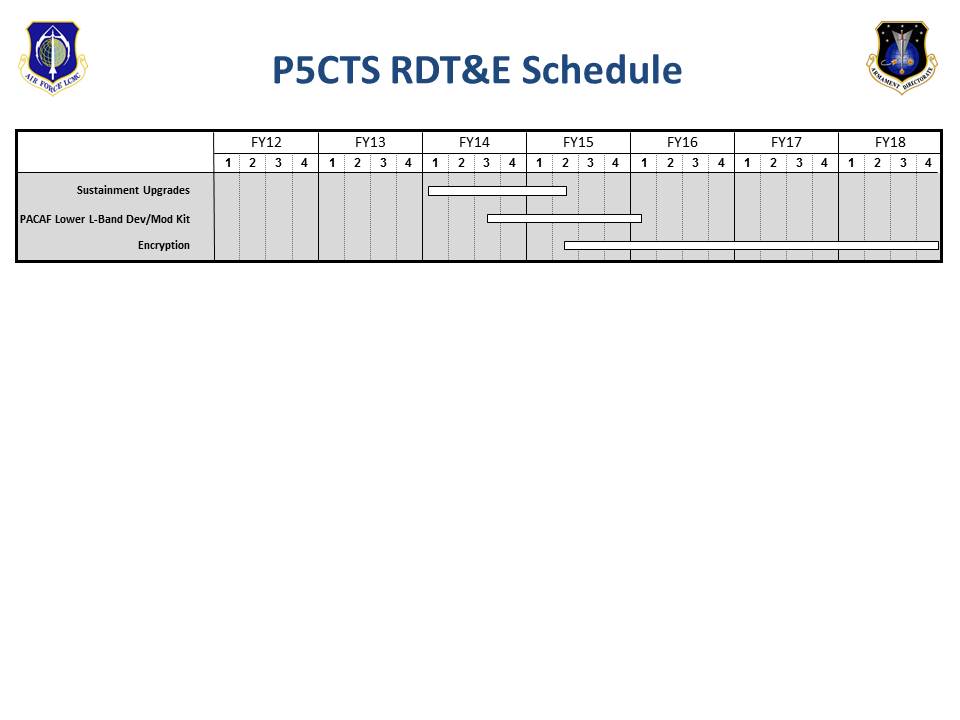 AIR FORCE LCMC
ARMAMENT DIRECTORATE
P5CTS RDT&E Schedule
FY12 FY13 FY14 FY15 FY16 FY17 FY18
1 2 3 4 1 2 3 4 1 2 3 4 1 2 3 4 1 2 3 4 1 2 3 4 1 2 3 4
Sustainment Upgrades
PACAF Lower L-Band Dev/Mod Kit
Encryption